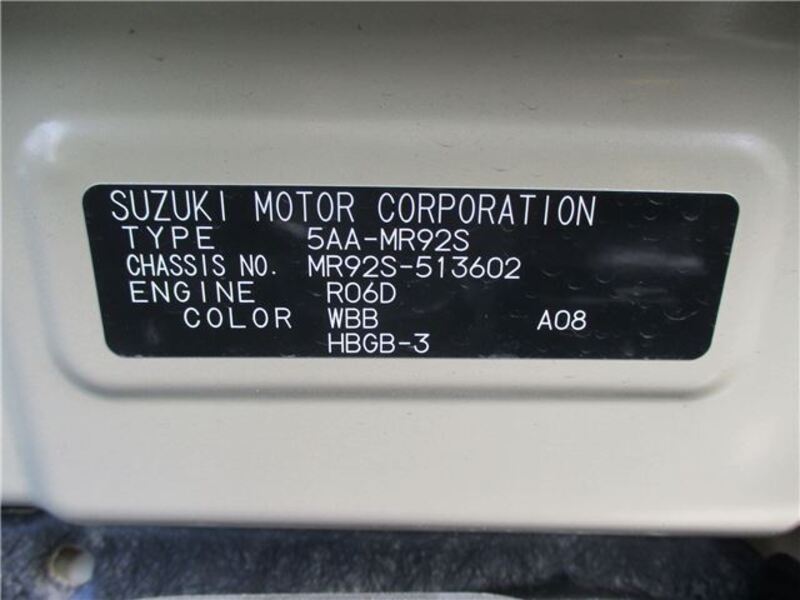 SUZUKI MOTOR CORPORATION
TYPE 5AA-MR92S
CHASSIS NO. MR92S-513602
ENGINE R06D
COLOR WBB A08
HBGB-3